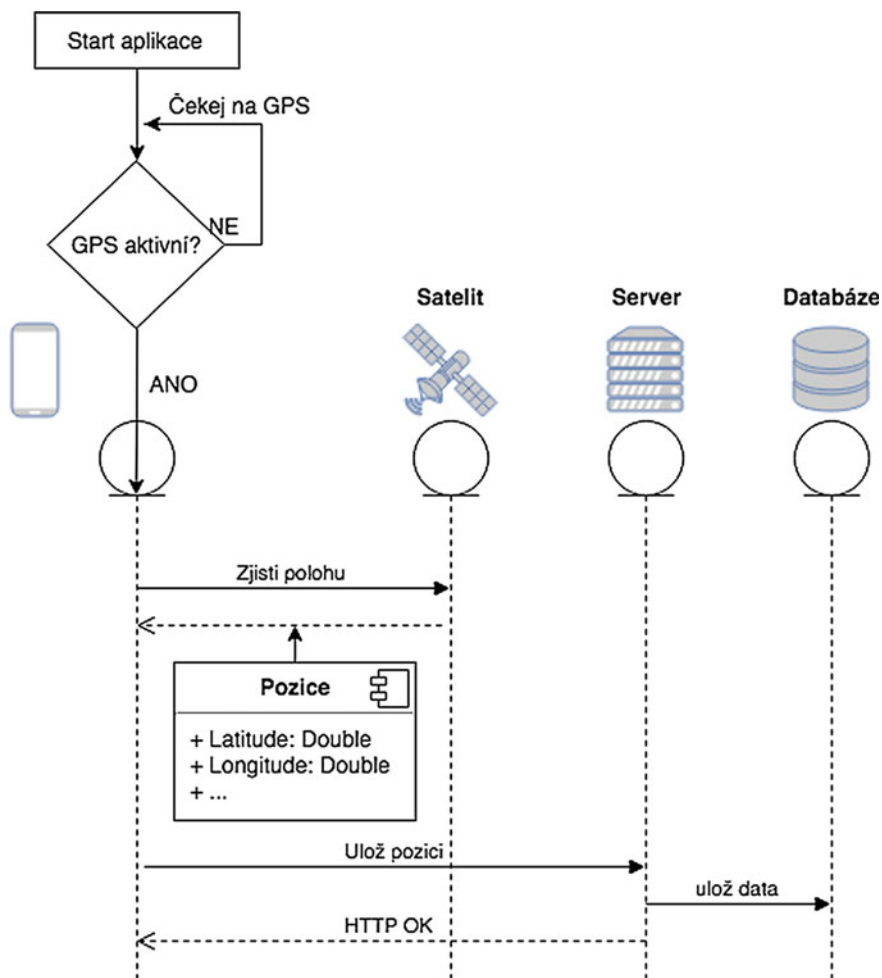 Start aplikace
Čekej na GPS
NE
GPS aktivní?
Satelit
Server
Databáze
ANO
Zjisti polohu
Pozice
+ Latitude: Double
+ Longitude: Double
+ ...
Ulož pozici
ulož data
HTTP OK